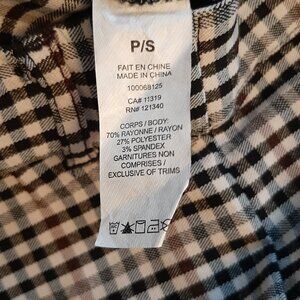 P/S
FAIT EN CHINE
MADE IN CHINA
100068125
CA# 11319
RN# 121340
CORPS / BODY:
70% RAYONNE / RAYON
27% POLYESTER
3% SPANDEX
GARNITURES NON
COMPRISES /
EXCLUSIVE OF TRIMS